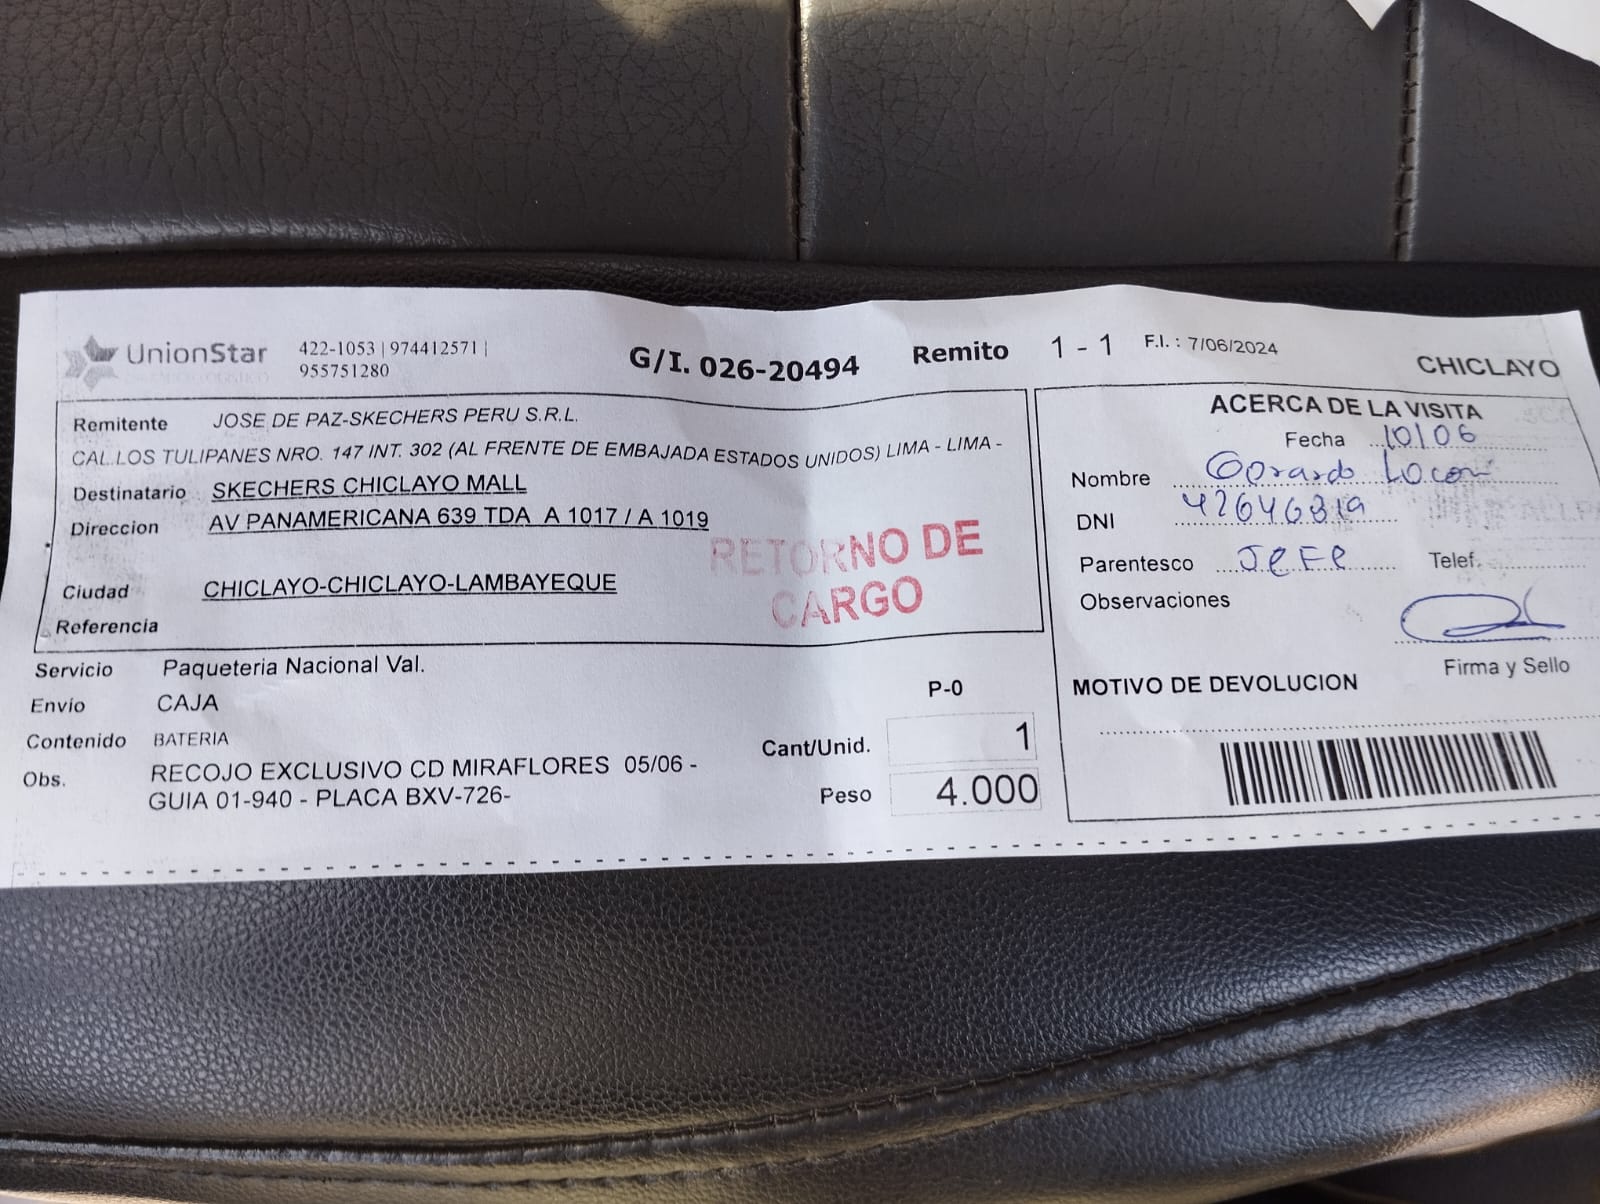 UnionStar
422-1053 | 974412571 |
955751280
G/I. 026-20494
Remito 1 - 1
F.I. : 7/06/2024
CHICLAYO
Remitente JOSE DE PAZ-SKECHERS PERU S.R.L.
CAL.LOS TULIPANES NRO. 147 INT. 302 (AL FRENTE DE EMBAJADA ESTADOS UNIDOS) LIMA - LIMA -
Destinatario SKECHERS CHICLAYO MALL
Direccion AV PANAMERICANA 639 TDA A 1017 / A 1019
RETORNO DE
CARGO
Ciudad CHICLAYO-CHICLAYO-LAMBAYEQUE
Referencia
Servicio Paqueteria Nacional Val.
Envio CAJA
Contenido BATERIA
Obs. RECOJO EXCLUSIVO CD MIRAFLORES 05/06 -
GUIA 01-940 - PLACA BXV-726-
P-0
Cant/Unid. 1
Peso 4.000
ACERCA DE LA VISITA
Fecha 10/06
Nombre
DNI
Parentesco JeFe
Telef.
Observaciones
Firma y Sello
MOTIVO DE DEVOLUCION